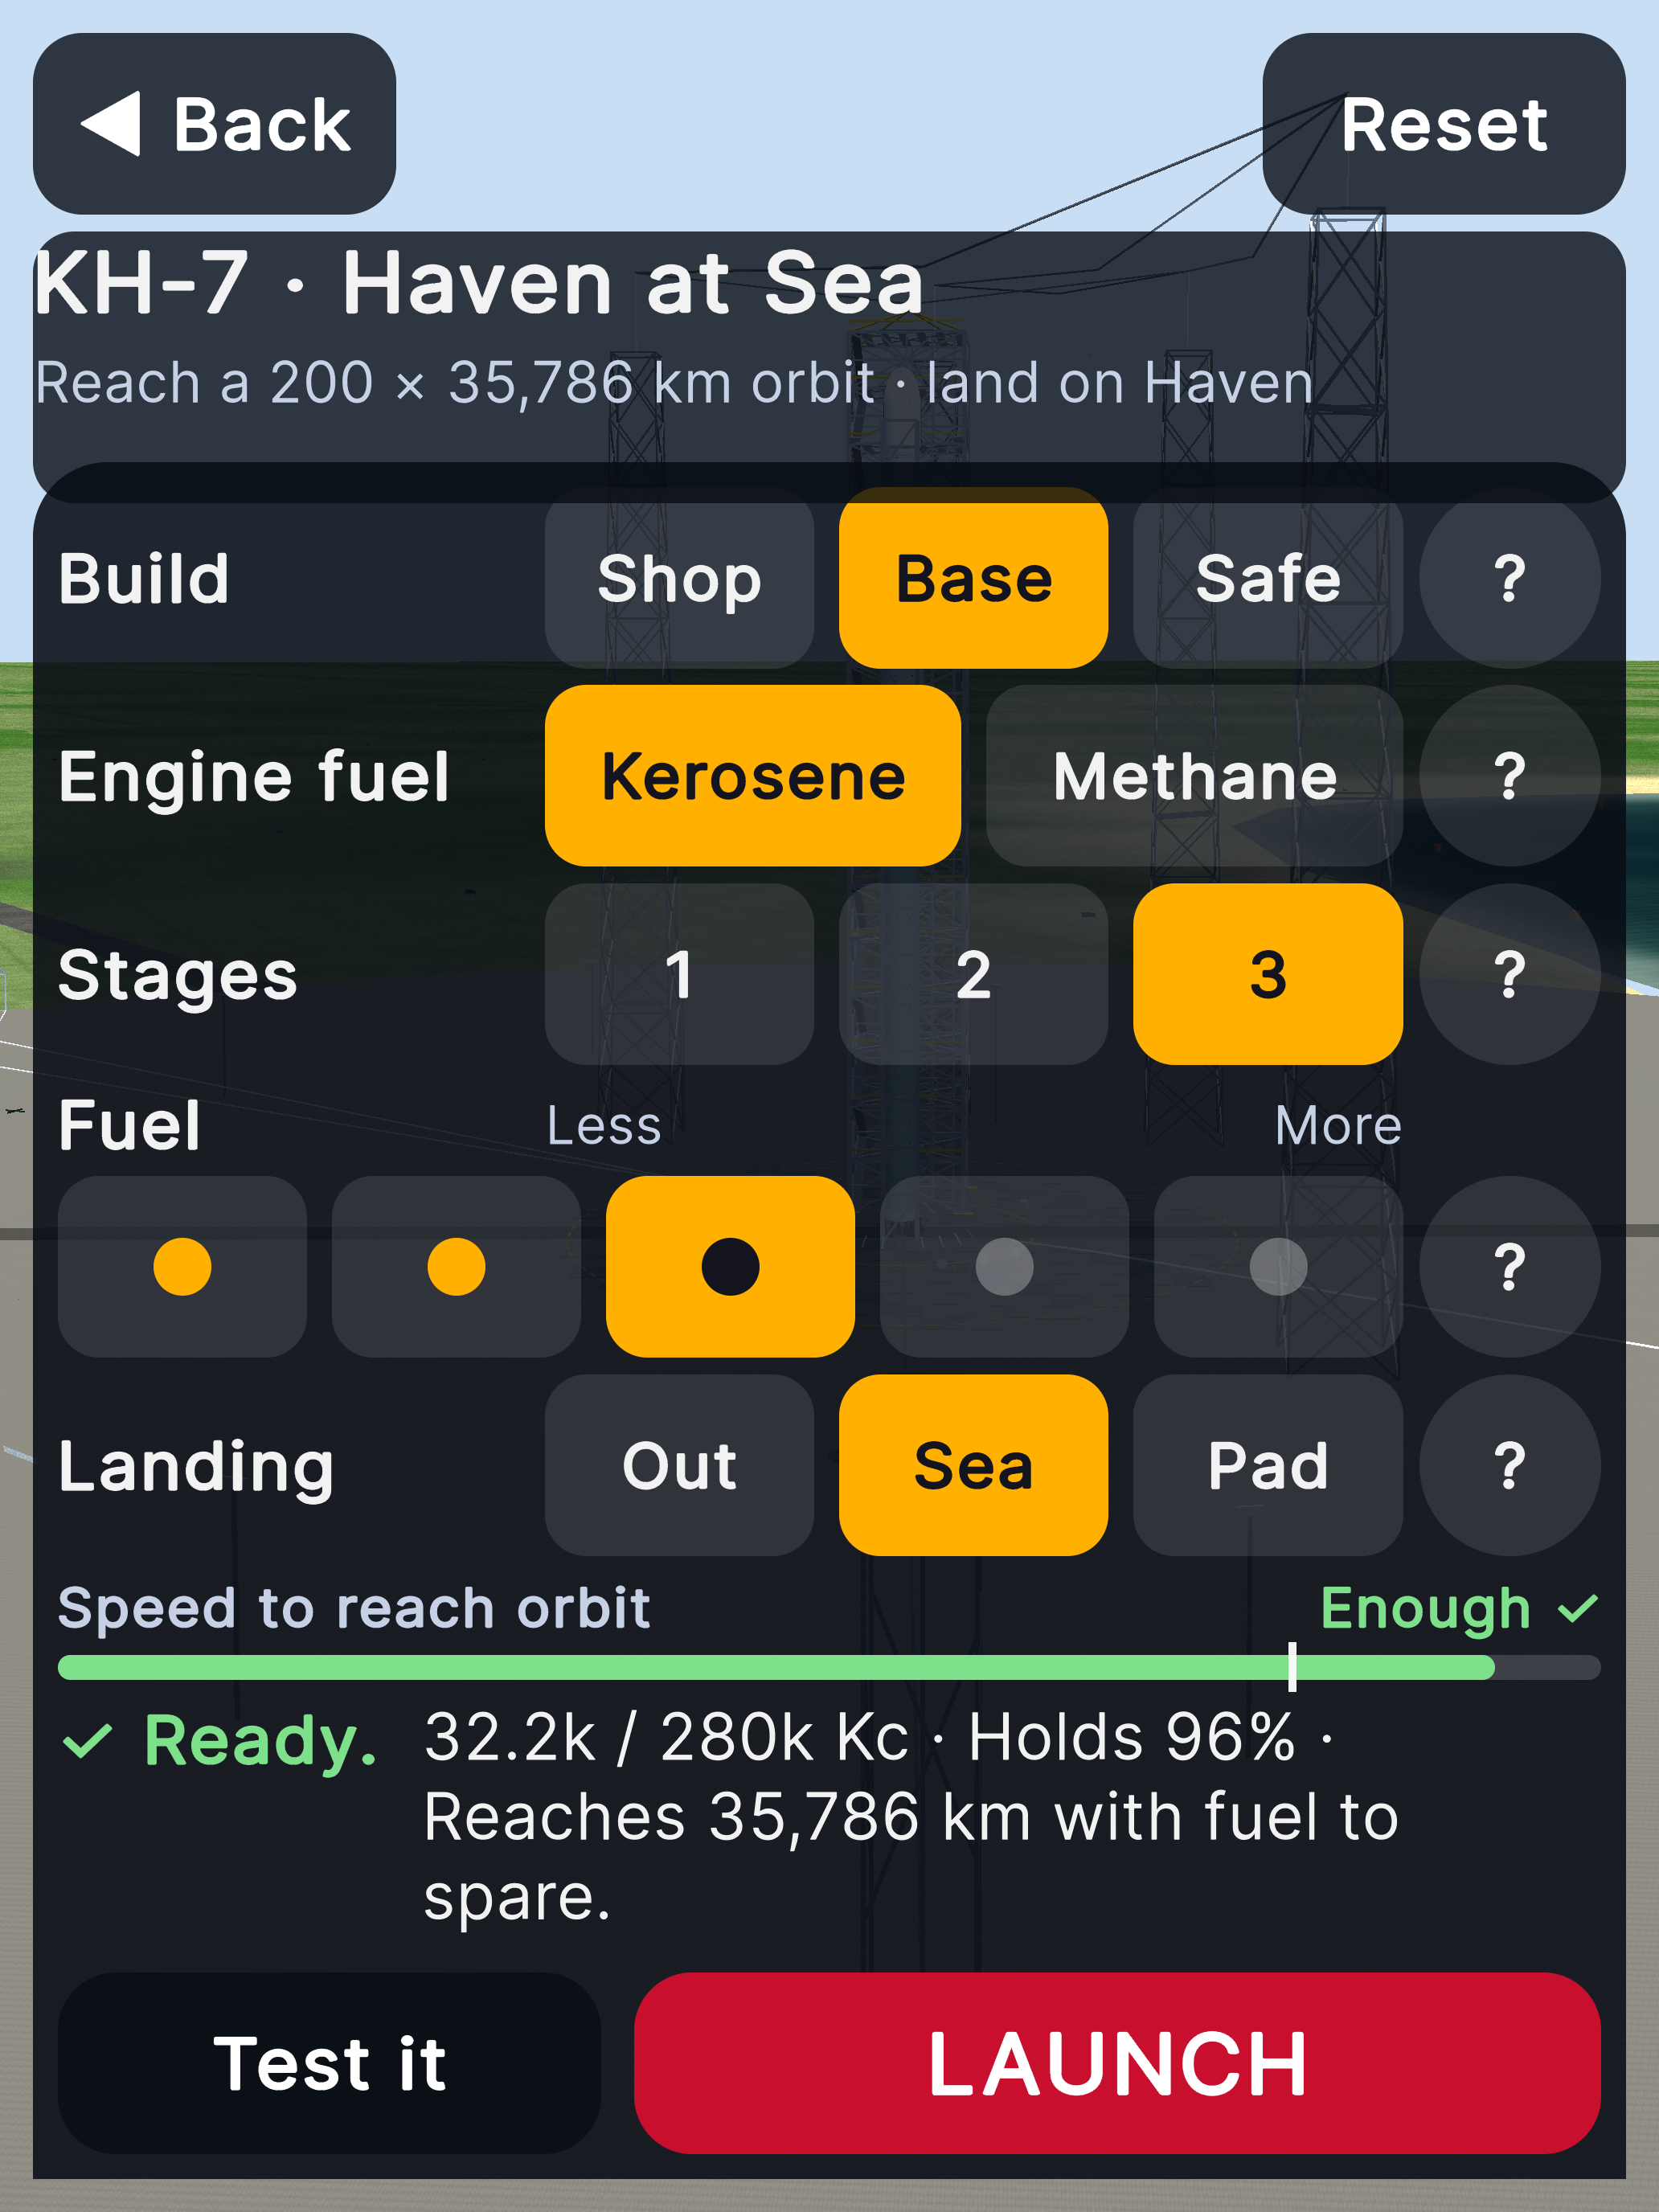 ◀ Back
Reset
KH-7 · Haven at Sea
Reach a 200 × 35,786 km orbit · land on Haven
Build Shop Base Safe ?
Engine fuel Kerosene Methane ?
Stages 1 2 3 ?
Fuel Less More
?
Landing Out Sea Pad ?
Speed to reach orbit Enough ✓
✓ Ready. 32.2k / 280k Kc · Holds 96% ·
Reaches 35,786 km with fuel to
spare.
Test it LAUNCH